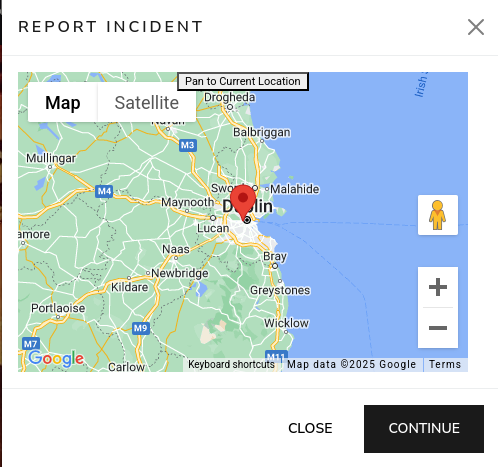 REPORT INCIDENT
Pan to Current Location
Map
Satellite
Irish
Drogheda
Navan
Balbriggan
M3
Mullingar
M4
Swords
Malahide
Maynooth
Dublin
Lucan
Naas
Bray
Newbridge
Kildare
Greystones
Portlaoise
Wicklow
M9
M7
M11
Google
Carlow
Keyboard shortcuts
Map data ©2025 Google
Terms
CLOSE
CONTINUE